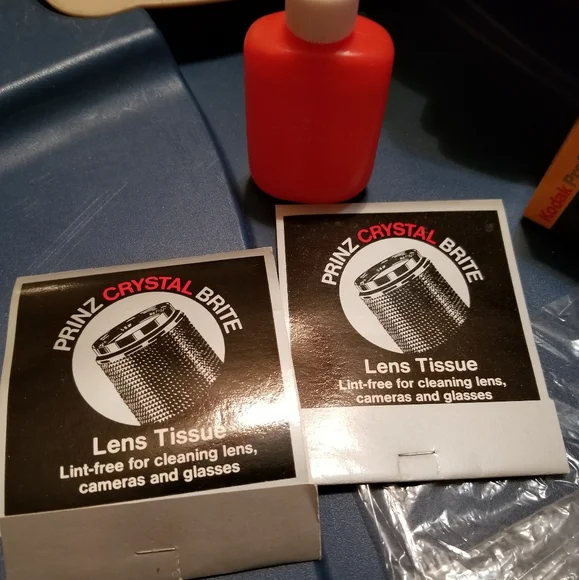 PRINZ CRYSTAL BRITE
Lens Tissue
Lint-free for cleaning lens,
cameras and glasses
PRINZ CRYSTAL BRITE
Lens Tissue
Lint-free for cleaning lens,
cameras and glasses
Kodak